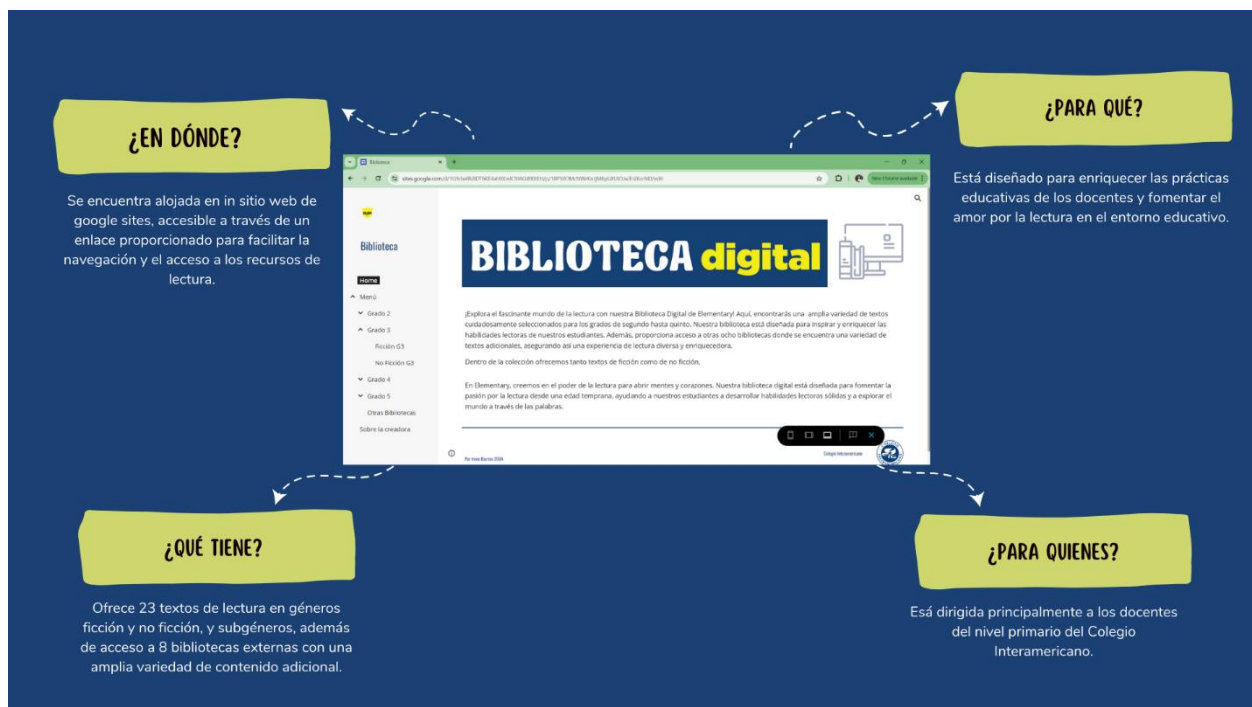 ¿EN DÓNDE?
Se encuentra alojada en in sitio web de
google sites, accesible a través de un
enlace proporcionado para facilitar la
navegación y el acceso a los recursos de
lectura.
¿PARA QUÉ?
Está diseñado para enriquecer las prácticas
educativas de los docentes y fomentar el
amor por la lectura en el entorno educativo.
Biblioteca
Biblioteca
Home
Menú
Grado 2
Grado 3
Ficción G3
No Ficción G3
Grado 4
Grado 5
Otras Bibliotecas
Sobre la creadora
BIBLIOTECA digital
¡Explora el fascinante mundo de la lectura con nuestra Biblioteca Digital de Elementary! Aquí, encontrarás una amplia variedad de textos
cuidadosamente seleccionados para los grados de segundo hasta quinto. Nuestra biblioteca está diseñada para inspirar y enriquecer las
habilidades lectoras de nuestros estudiantes. Además, proporciona acceso a otras ocho bibliotecas donde se encuentra una variedad de
textos adicionales, asegurando así una experiencia de lectura diversa y enriquecedora.
Dentro de la colección ofrecemos tanto textos de ficción como de no ficción.
En Elementary, creemos en el poder de la lectura para abrir mentes y corazones. Nuestra biblioteca digital está diseñada para fomentar la
pasión por la lectura desde una edad temprana, ayudando a nuestros estudiantes a desarrollar habilidades lectoras sólidas y a explorar el
mundo a través de las palabras.
Colegio Interamericano
¿QUÉ TIENE?
Ofrece 23 textos de lectura en géneros
ficción y no ficción, y subgéneros, además
de acceso a 8 bibliotecas externas con una
amplia variedad de contenido adicional.
¿PARA QUIENES?
Esá dirigida principalmente a los docentes
del nivel primario del Colegio
Interamericano.